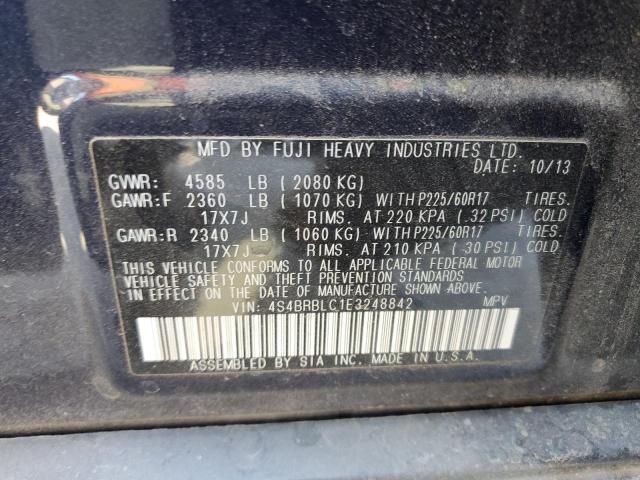 MFD BY FUJI HEAVY INDUSTRIES LTD.
DATE: 10/13
GVWR: 4585 LB ( 2080 KG)
GAWR:F 2360 LB ( 1070 KG) WITH P225/60R17 TIRES.
17X7J RIMS. AT 220 KPA ( .32 PSI) COLD
GAWR:R 2340 LB ( 1060 KG) WITH P225/60R17 TIRES.
17X7J RIMS. AT 210 KPA ( .30 PSI) COLD
THIS VEHICLE CONFORMS TO ALL APPLICABLE FEDERAL MOTOR
VEHICLE SAFETY AND THEFT PREVENTION STANDARDS
IN EFFECT ON THE DATE OF MANUFACTURE SHOWN ABOVE.
VIN: 4S4BRBLC1E3248842 MPV
ASSEMBLED BY SIA INC. MADE IN U.S.A.